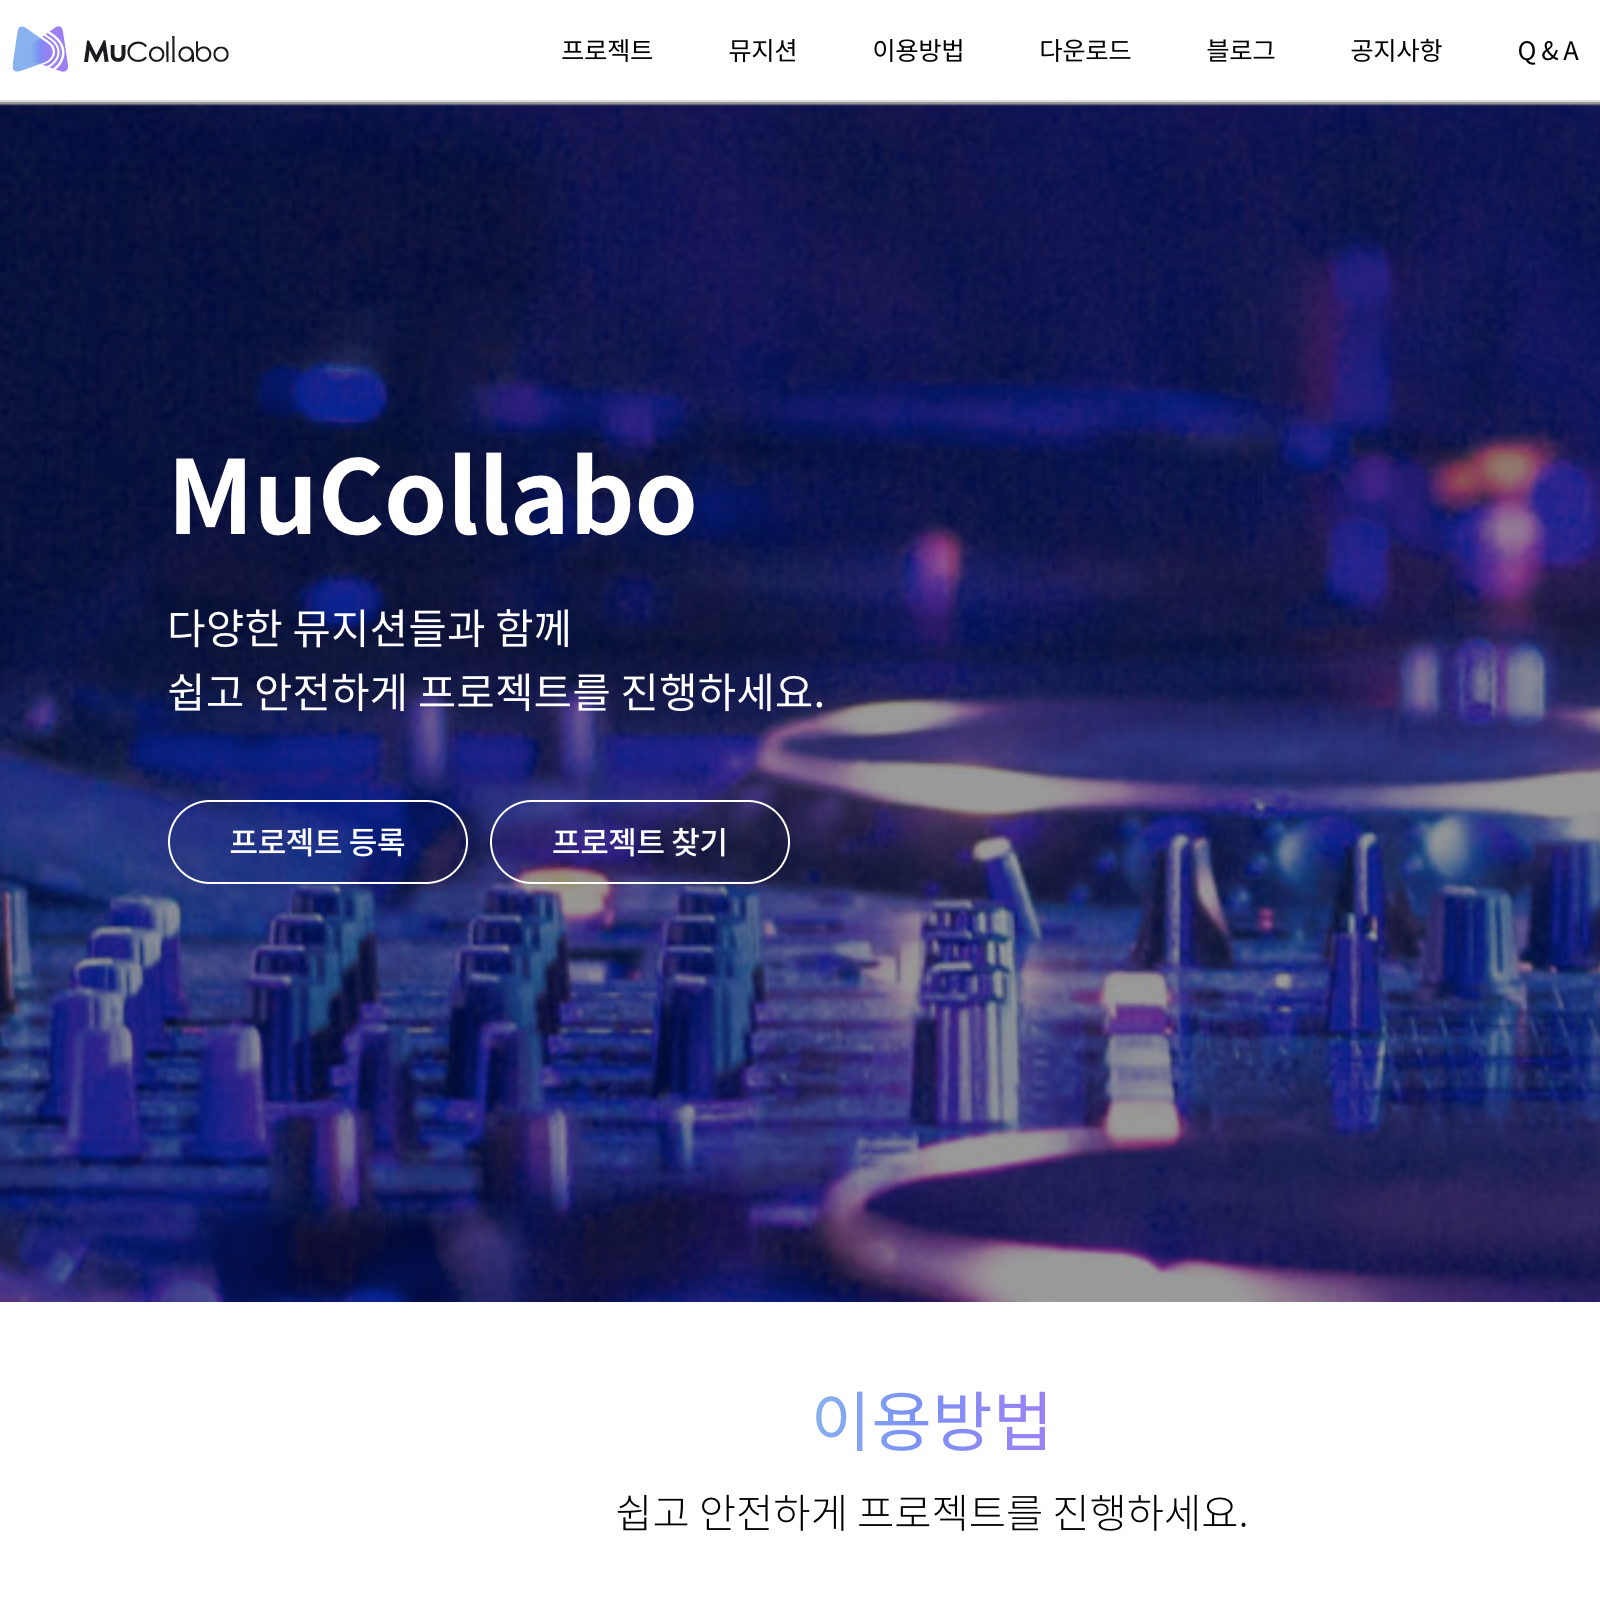 MuCollabo
프로젝트 뮤지션 이용방법 다운로드 블로그 공지사항 Q & A
MuCollabo
다양한 뮤지션들과 함께
쉽고 안전하게 프로젝트를 진행하세요.
프로젝트 등록 프로젝트 찾기
이용방법
쉽고 안전하게 프로젝트를 진행하세요.